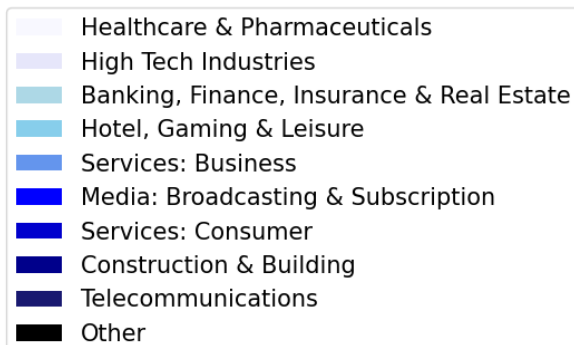 Healthcare & Pharmaceuticals
High Tech Industries
Banking, Finance, Insurance & Real Estate
Hotel, Gaming & Leisure
Services: Business
Media: Broadcasting & Subscription
Services: Consumer
Construction & Building
Telecommunications
Other